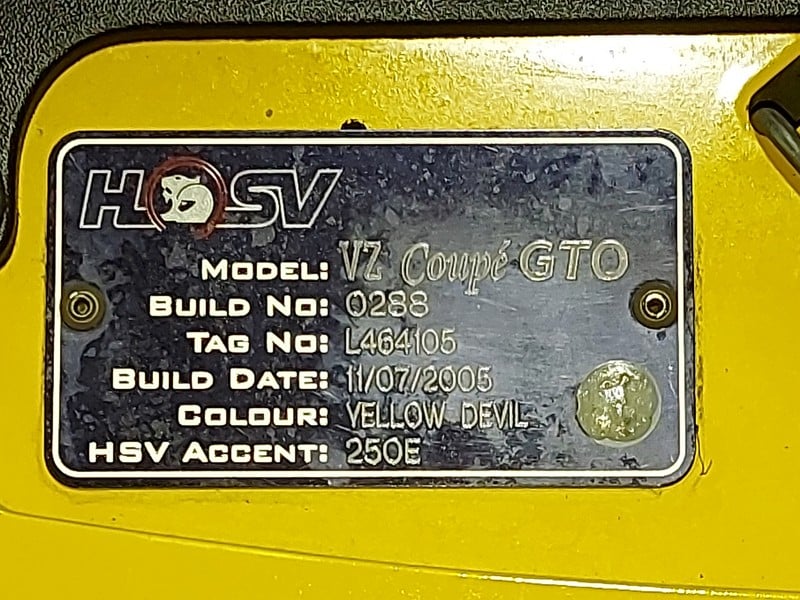 HSV
MODEL: VZ Coupé GTO
BUILD NO: 0288
TAG NO: L464105
BUILD DATE: 11/07/2005
COLOUR: YELLOW DEVIL
HSV ACCENT: 250E